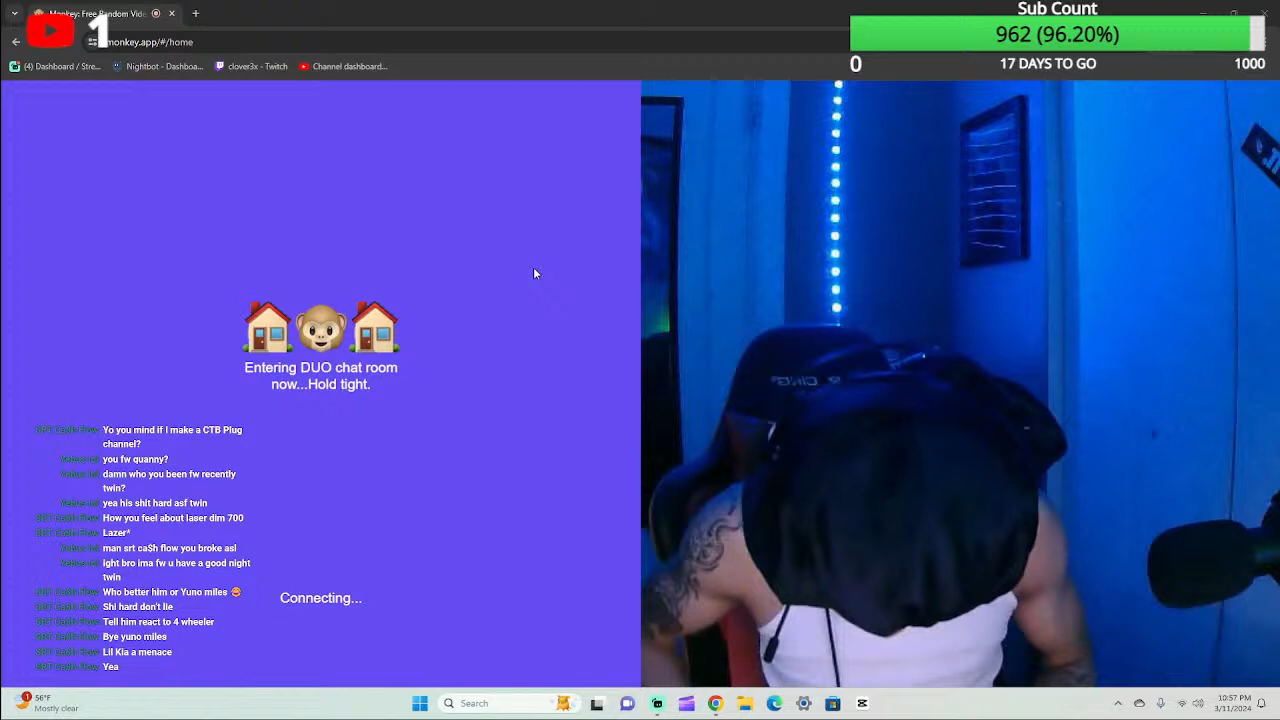 Monkey: Free Random Vide
1
monkey.app/#/home
(4) Dashboard / Stre...
Nightbot - Dashboa...
clover3x - Twitch
Channel dashboard...
Sub Count
962 (96.20%)
0
17 DAYS TO GO
1000
Entering DUO chat room
now...Hold tight.
Yo you mind if I make a CTB Plug
channel?
you fw quanny?
damn who you been fw recently
twin?
yea his shit hard asf twin
How you feel about laser dim 700
Lazer*
man srt ca$h flow you broke asl
ight bro ima fw u have a good night
twin
Who better him or Yuno miles 😂
Shi hard don't lie
Tell him react to 4 wheeler
Bye yuno miles
Lil Kia a menace
Yea
Connecting...
1
56°F
Mostly clear
Search
10:57 PM
3/11/2024